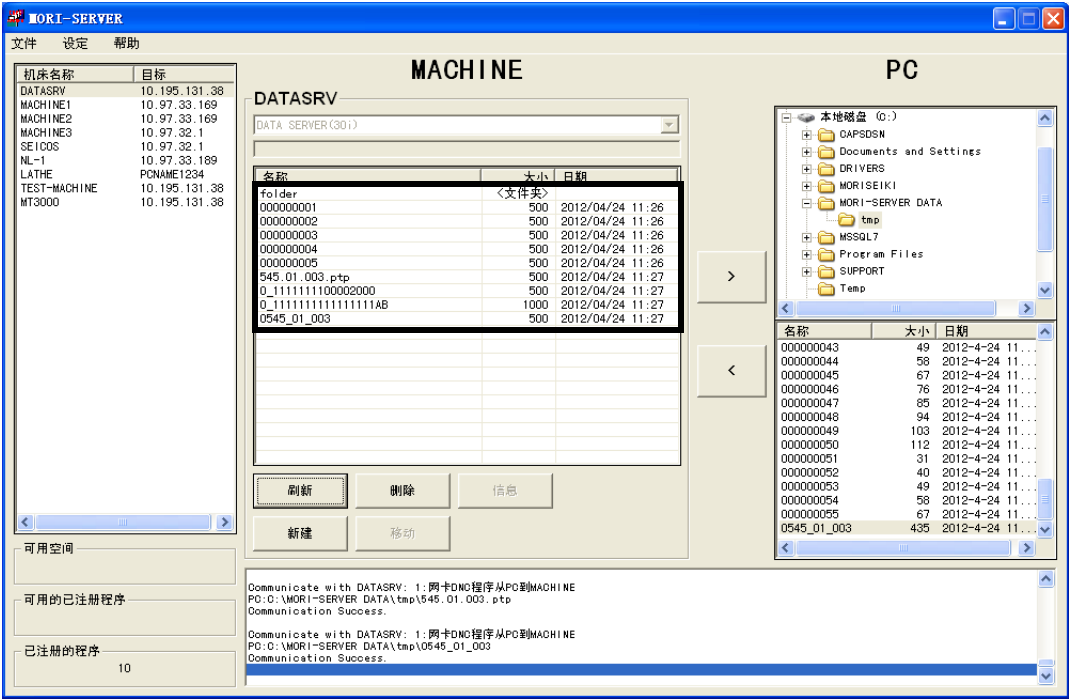 MORI-SERVER
文件 设定 帮助
机床名称 目标
DATASRV 10.195.131.38
MACHINE1 10.97.33.169
MACHINE2 10.97.33.169
MACHINE3 10.97.32.1
SEICOS 10.97.32.1
NL-1 10.97.33.189
LATHE PCNAME1234
TEST-MACHINE 10.195.131.38
MT3000 10.195.131.38
可用空间
可用的已注册程序
已注册的程序
10
MACHINE
DATASRV
DATA SERVER(30i)
名称 大小 日期
folder <文件夹>
000000001 500 2012/04/24 11:26
000000002 500 2012/04/24 11:26
000000003 500 2012/04/24 11:26
000000004 500 2012/04/24 11:26
000000005 500 2012/04/24 11:26
545.01.003.ptp 500 2012/04/24 11:27
0_1111111100002000 500 2012/04/24 11:27
0_1111111111111111AB 1000 2012/04/24 11:27
0545_01_003 500 2012/04/24 11:27
刷新 删除 信息
新建 移动
>
<
PC
本地磁盘 (C:)
CAPSDSN
Documents and Settings
DRIVERS
MORISEIKI
MORI-SERVER DATA
tmp
MSSQL7
Program Files
SUPPORT
Temp
名称 大小 日期
000000043 49 2012-4-24 11...
000000044 58 2012-4-24 11...
000000045 67 2012-4-24 11...
000000046 76 2012-4-24 11...
000000047 85 2012-4-24 11...
000000048 94 2012-4-24 11...
000000049 103 2012-4-24 11...
000000050 112 2012-4-24 11...
000000051 31 2012-4-24 11...
000000052 40 2012-4-24 11...
000000053 49 2012-4-24 11...
000000054 58 2012-4-24 11...
000000055 67 2012-4-24 11...
0545_01_003 435 2012-4-24 11...
Communicate with DATASRV: 1:网卡DNC程序从PC到MACHINE
PC:C:\MORI-SERVER DATA\tmp\545.01.003.ptp
Communication Success.
Communicate with DATASRV: 1:网卡DNC程序从PC到MACHINE
PC:C:\MORI-SERVER DATA\tmp\0545_01_003
Communication Success.